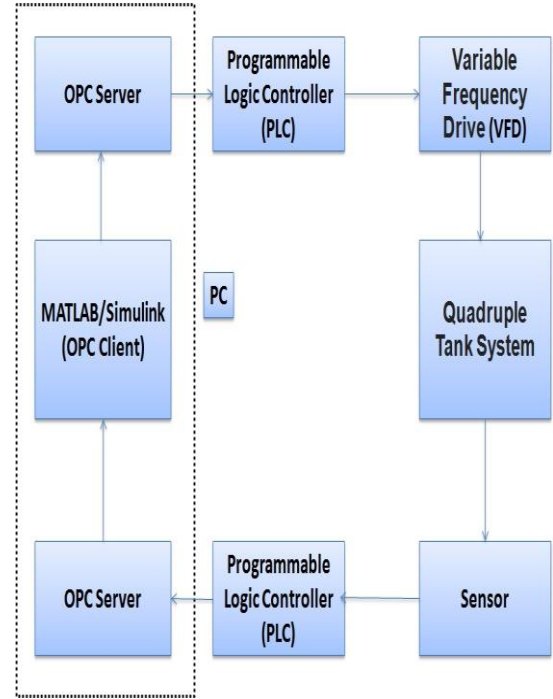 OPC Server
Programmable
Logic Controller
(PLC)
Variable
Frequency
Drive (VFD)
MATLAB/Simulink
(OPC Client)
PC
Quadruple
Tank System
OPC Server
Programmable
Logic Controller
(PLC)
Sensor